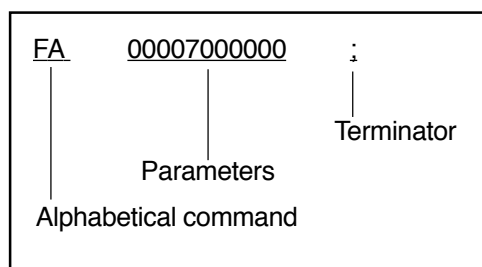 FA 00007000000 ;
Terminator
Parameters
Alphabetical command